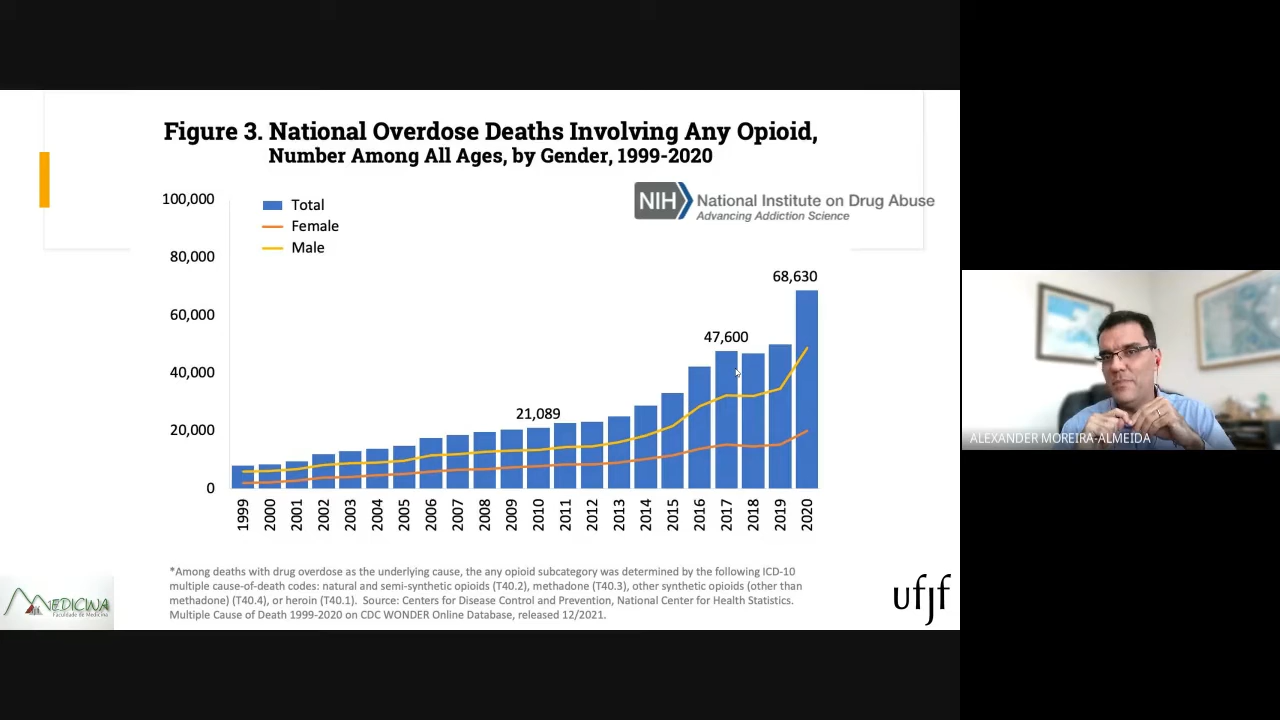 Figure 3. National Overdose Deaths Involving Any Opioid,
Number Among All Ages, by Gender, 1999-2020
NIH National Institute on Drug Abuse
Advancing Addiction Science
Total
Female
Male
100,000
80,000
60,000
40,000
20,000
0
21,089
47,600
68,630
1999
2000
2001
2002
2003
2004
2005
2006
2007
2008
2009
2010
2011
2012
2013
2014
2015
2016
2017
2018
2019
2020
*Among deaths with drug overdose as the underlying cause, the any opioid subcategory was determined by the following ICD-10
multiple cause-of-death codes: natural and semi-synthetic opioids (T40.2), methadone (T40.3), other synthetic opioids (other than
methadone) (T40.4), or heroin (T40.1). Source: Centers for Disease Control and Prevention, National Center for Health Statistics.
Multiple Cause of Death 1999-2020 on CDC WONDER Online Database, released 12/2021.
Faculdade de Medicina
ufjf
ALEXANDER MOREIRA-ALMEIDA